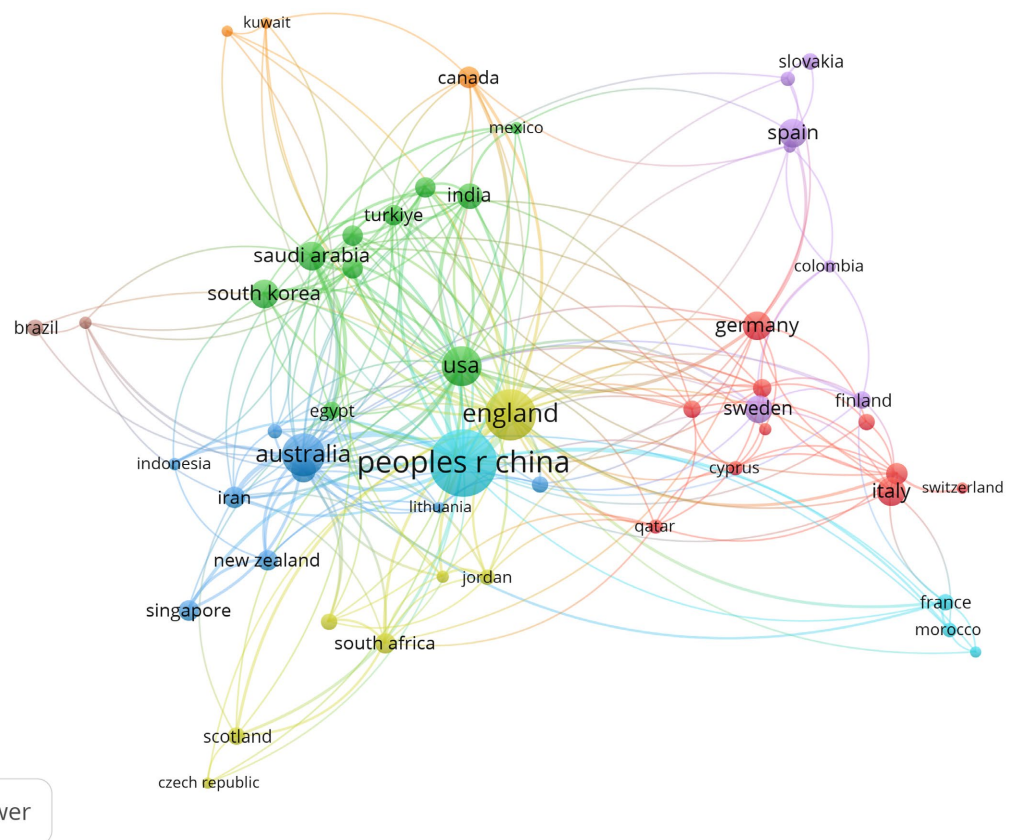 kuwait
slovakia
canada
mexico
spain
india
turkiye
saudi arabia
colombia
south korea
germany
brazil
usa
finland
sweden
egypt
england
australia
peoples r china
indonesia
cyprus
iran
italy
switzerland
lithuania
qatar
new zealand
jordan
france
singapore
morocco
south africa
scotland
czech republic